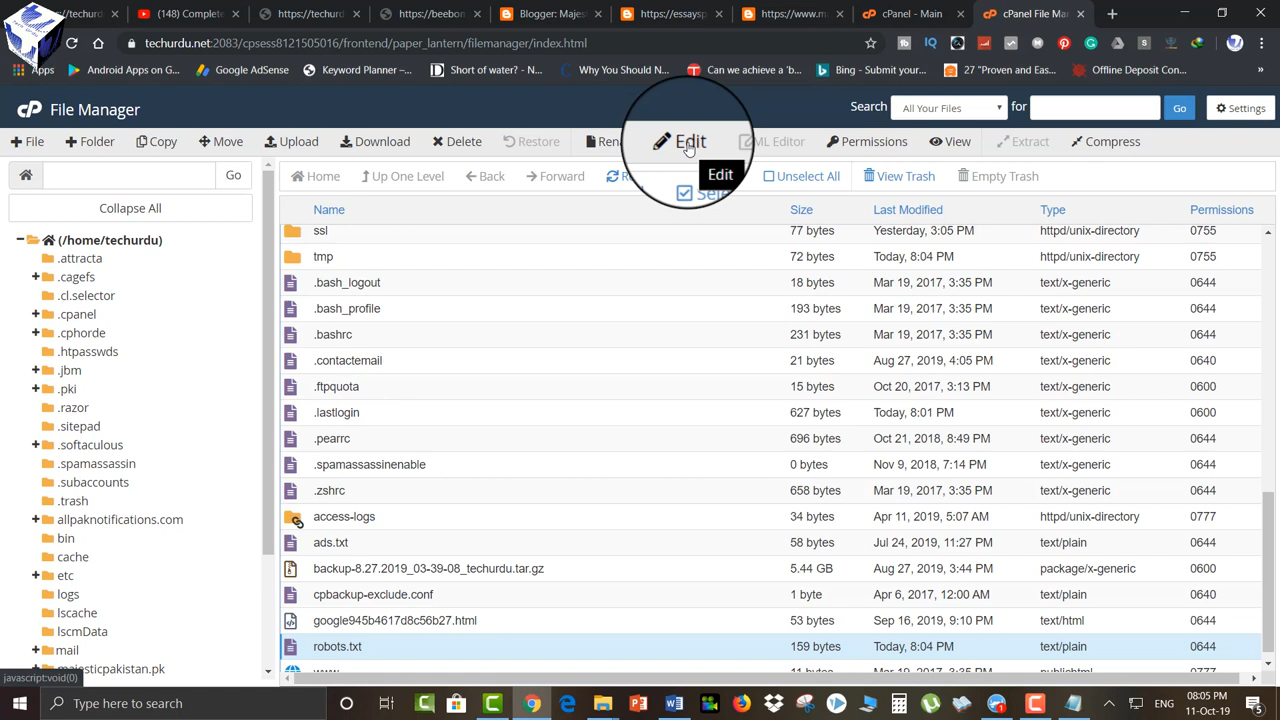 (148) Complete
https://techurd
https://techurd
https://tec
Blogger: Majest
https://essays
https://www.m
cPanel - Main
cPanel File Man
techurdu.net:2083/cpsess8121505016/frontend/paper_lantern/filemanager/index.html
Apps
Android Apps on G...
Google AdSense
Keyword Planner –...
Short of water? - N...
Why You Should N...
Can we achieve a 'b...
Bing - Submit your...
27 "Proven and Eas...
Offline Deposit Con...
»
cP File Manager
Search
All Your Files
for
Go
Settings
File
Folder
Copy
Move
Upload
Download
Delete
Restore
Rena
Edit
ML Editor
Permissions
View
Extract
Compress
Go
Home
Up One Level
Back
Forward
Edit
Unselect All
View Trash
Empty Trash
Collapse All
Name Size Last Modified Type Permissions
(/home/techurdu)
.attracta
.cagefs
.cl.selector
.cpanel
.cphorde
.htpasswds
.jbm
.pki
.razor
.sitepad
.softaculous
.spamassassin
.subaccounts
.trash
allpaknotifications.com
bin
cache
etc
logs
lscache
lscmData
mail
majesticpakistan.pk
ssl 77 bytes Yesterday, 3:05 PM httpd/unix-directory 0755
tmp 72 bytes Today, 8:04 PM httpd/unix-directory 0755
.bash_logout 18 bytes Mar 19, 2017, 3:35 PM text/x-generic 0644
.bash_profile 193 bytes Mar 19, 2017, 3:35 PM text/x-generic 0644
.bashrc 231 bytes Mar 19, 2017, 3:35 PM text/x-generic 0644
.contactemail 21 bytes Aug 27, 2019, 4:05 PM text/x-generic 0640
.ftpquota 15 bytes Oct 20, 2017, 3:13 PM text/x-generic 0600
.lastlogin 627 bytes Today, 8:01 PM text/x-generic 0600
.pearrc 696 bytes Oct 21, 2018, 8:49 PM text/x-generic 0644
.spamassassinenable 0 bytes Nov 9, 2018, 7:14 PM text/x-generic 0644
.zshrc 658 bytes Mar 19, 2017, 3:35 PM text/x-generic 0644
access-logs 34 bytes Apr 11, 2019, 5:07 AM httpd/unix-directory 0777
ads.txt 58 bytes Jul 24, 2019, 11:27 PM text/plain 0644
backup-8.27.2019_03-39-08_techurdu.tar.gz 5.44 GB Aug 27, 2019, 3:44 PM package/x-generic 0600
cpbackup-exclude.conf 1 byte Apr 6, 2017, 12:00 AM text/plain 0640
google945b4617d8c56b27.html 53 bytes Sep 16, 2019, 9:10 PM text/html 0644
robots.txt 159 bytes Today, 8:04 PM text/plain 0644
javascript:void(0)
Type here to search
08:05 PM
11-Oct-19